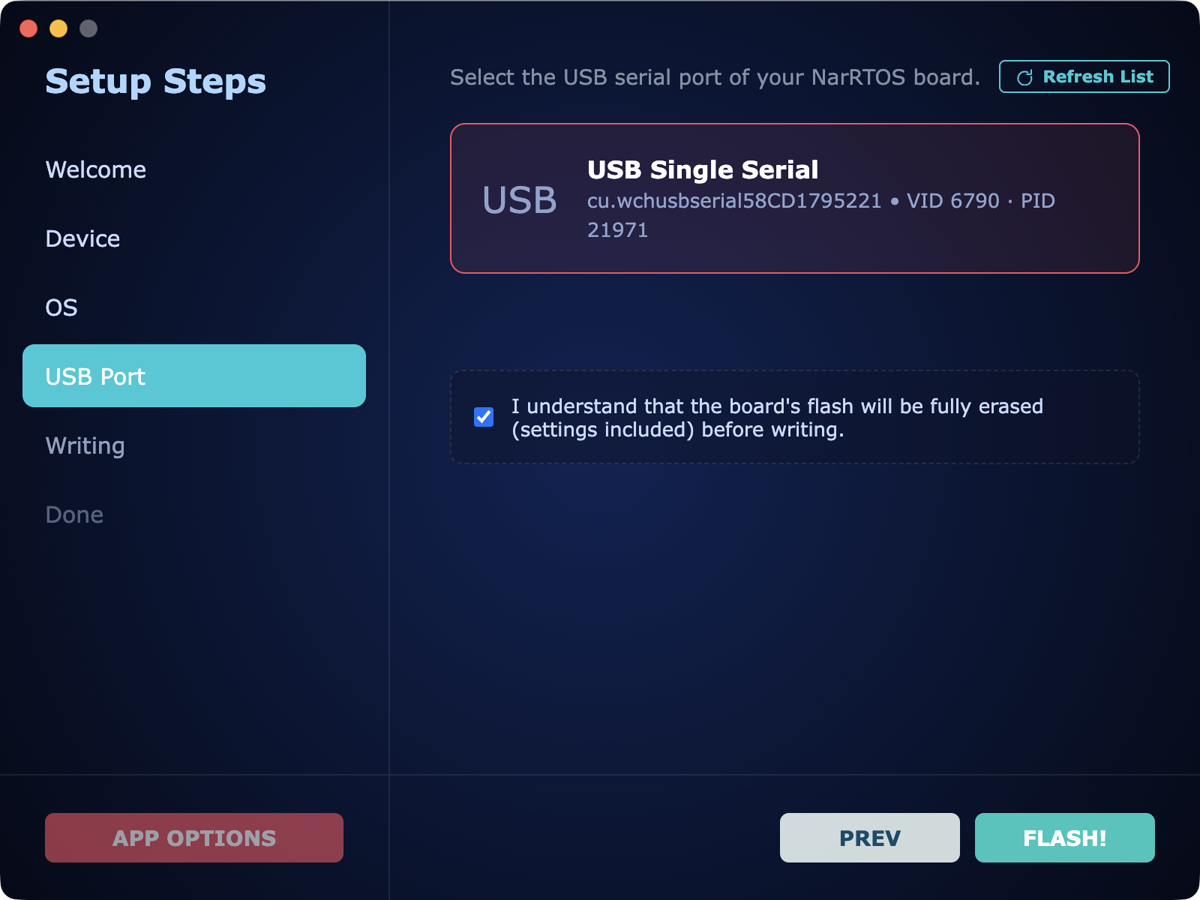 Setup Steps
Welcome
Device
OS
USB Port
Writing
Done
APP OPTIONS
Select the USB serial port of your NarRTOS board.
Refresh List
USB
USB Single Serial
cu.wchusbserial58CD1795221 • VID 6790 · PID
21971
I understand that the board's flash will be fully erased
(settings included) before writing.
PREV
FLASH!